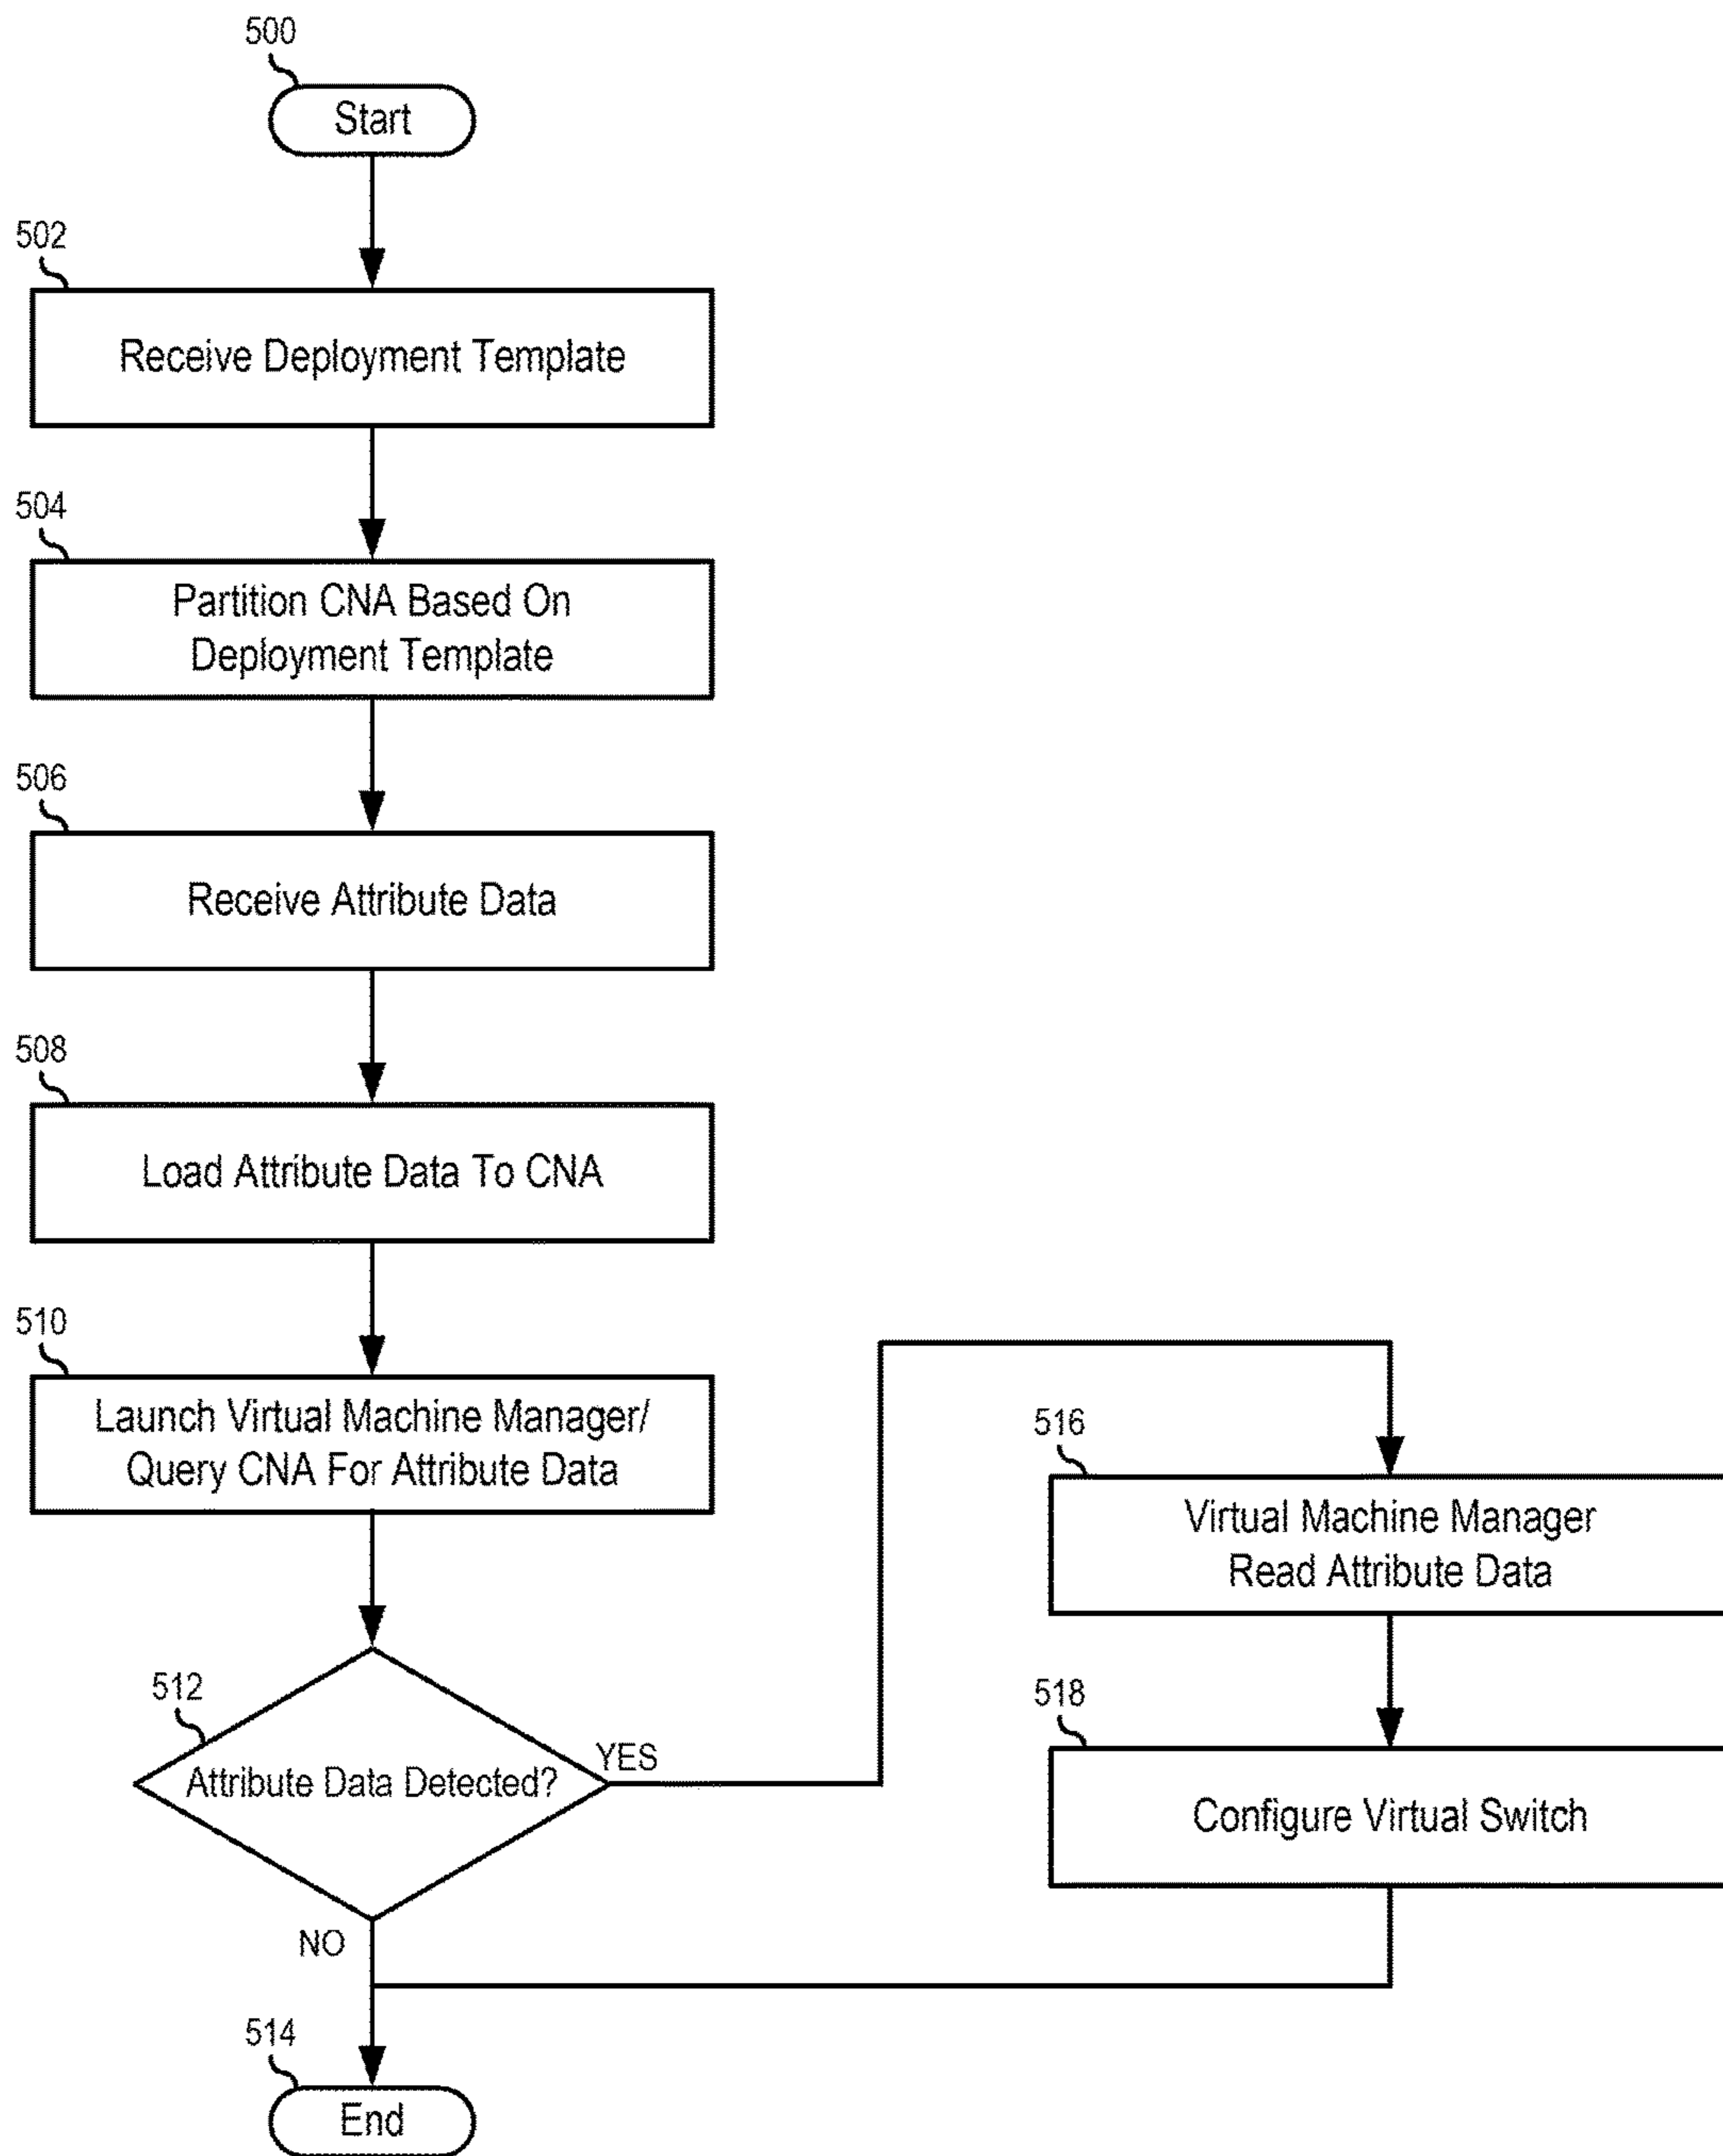 500
Start
502
Receive Deployment Template
504
Partition CNA Based On
Deployment Template
506
Receive Attribute Data
508
Load Attribute Data To CNA
510
Launch Virtual Machine Manager/
Query CNA For Attribute Data
512
Attribute Data Detected?
YES
NO
516
Virtual Machine Manager
Read Attribute Data
518
Configure Virtual Switch
514
End